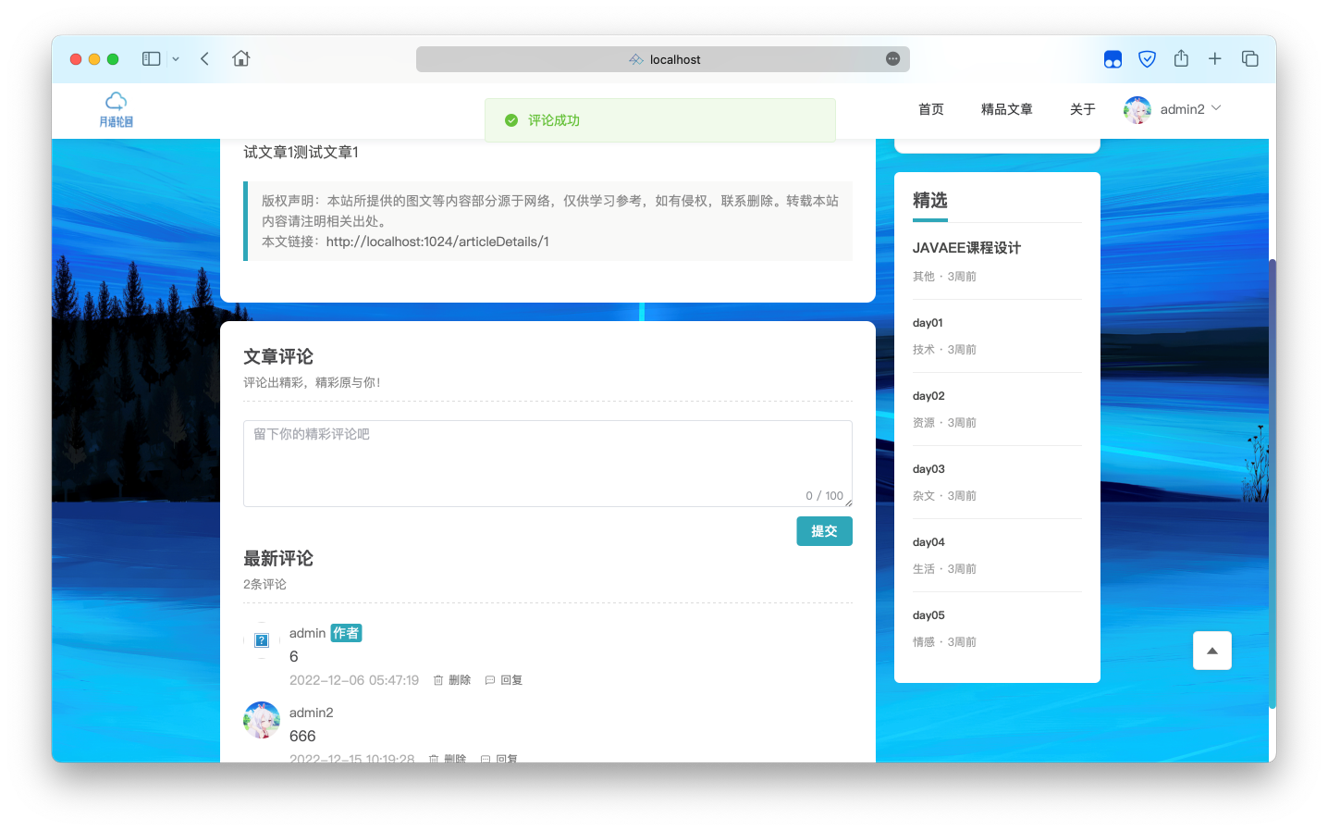 localhost
月语轮回
评论成功
首页
精品文章
关于
admin2
试文章1测试文章1
版权声明：本站所提供的图文等内容部分源于网络，仅供学习参考，如有侵权，联系删除。转载本站
内容请注明相关出处。
本文链接：http://localhost:1024/articleDetails/1
文章评论
评论出精彩，精彩原与你！
留下你的精彩评论吧
0 / 100
提交
最新评论
2条评论
admin 作者
6
2022-12-06 05:47:19 删除 回复
admin2
666
2022-12-15 10:19:28 删除 回复
精选
JAVAEE课程设计
其他 · 3周前
day01
技术 · 3周前
day02
资源 · 3周前
day03
杂文 · 3周前
day04
生活 · 3周前
day05
情感 · 3周前